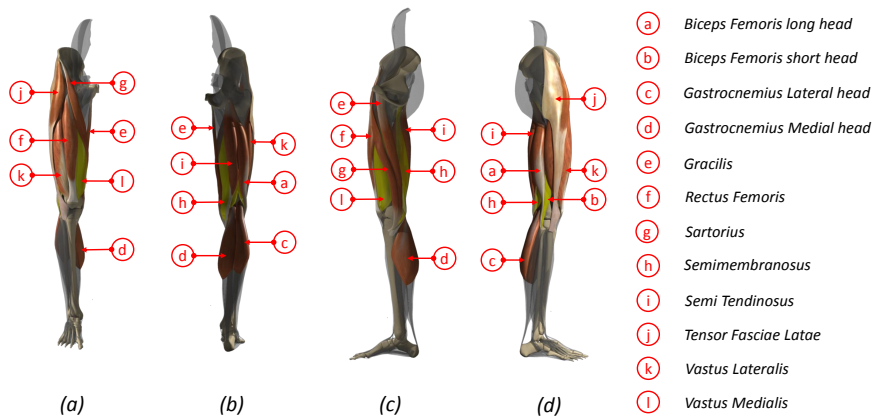 j
g
f
e
k
l
d
(a)
e
k
i
a
h
c
d
(b)
e
f
i
g
h
l
d
(c)
j
i
a
k
h
b
c
(d)
a Biceps Femoris long head
b Biceps Femoris short head
c Gastrocnemius Lateral head
d Gastrocnemius Medial head
e Gracilis
f Rectus Femoris
g Sartorius
h Semimembranosus
i Semi Tendinosus
j Tensor Fasciae Latae
k Vastus Lateralis
l Vastus Medialis